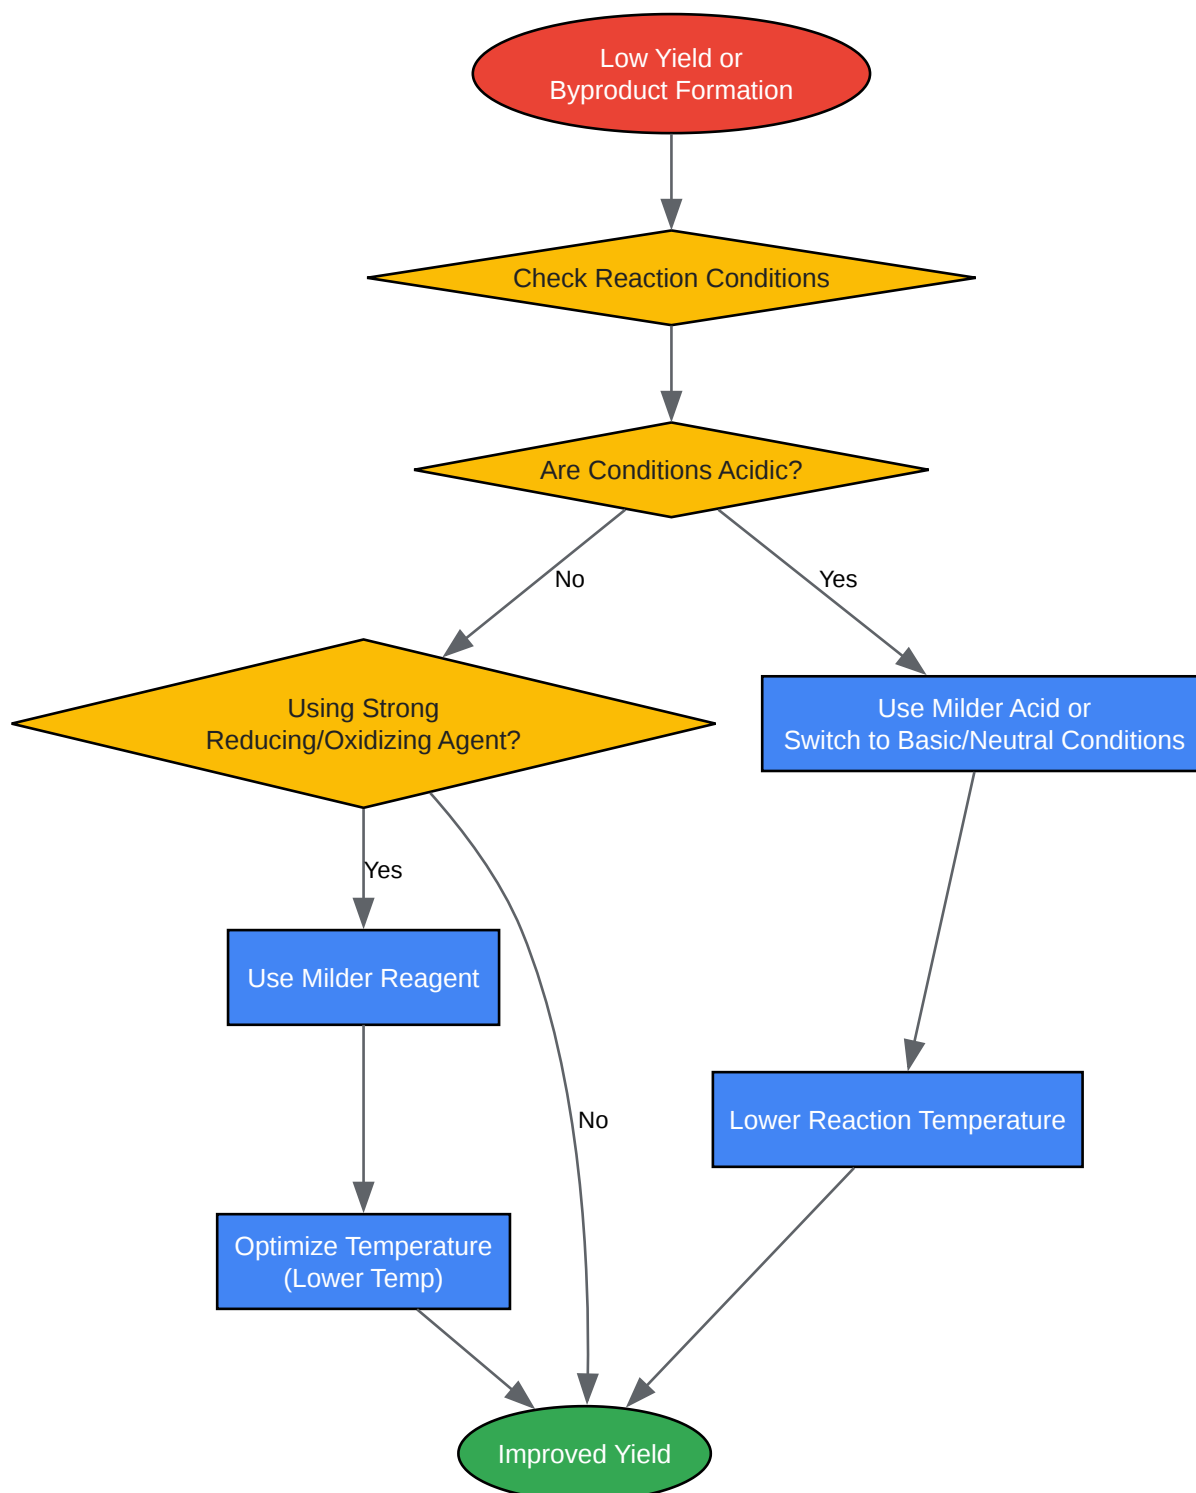 Low Yield or
Byproduct Formation
Check Reaction Conditions
Are Conditions Acidic?
No
Yes
Using Strong
Reducing/Oxidizing Agent?
Use Milder Acid or
Switch to Basic/Neutral Conditions
Yes
Use Milder Reagent
No
Lower Reaction Temperature
Optimize Temperature
(Lower Temp)
Improved Yield